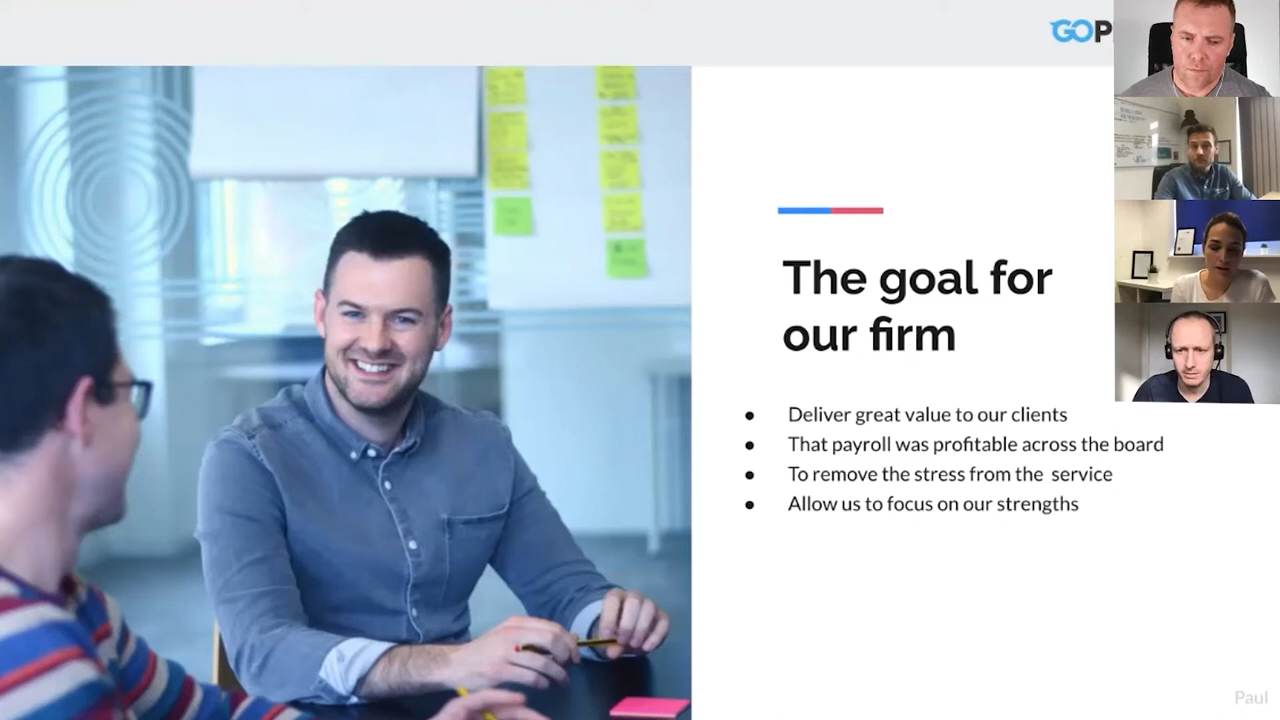 GOP
The goal for
our firm
● Deliver great value to our clients
● That payroll was profitable across the board
● To remove the stress from the service
● Allow us to focus on our strengths
Paul